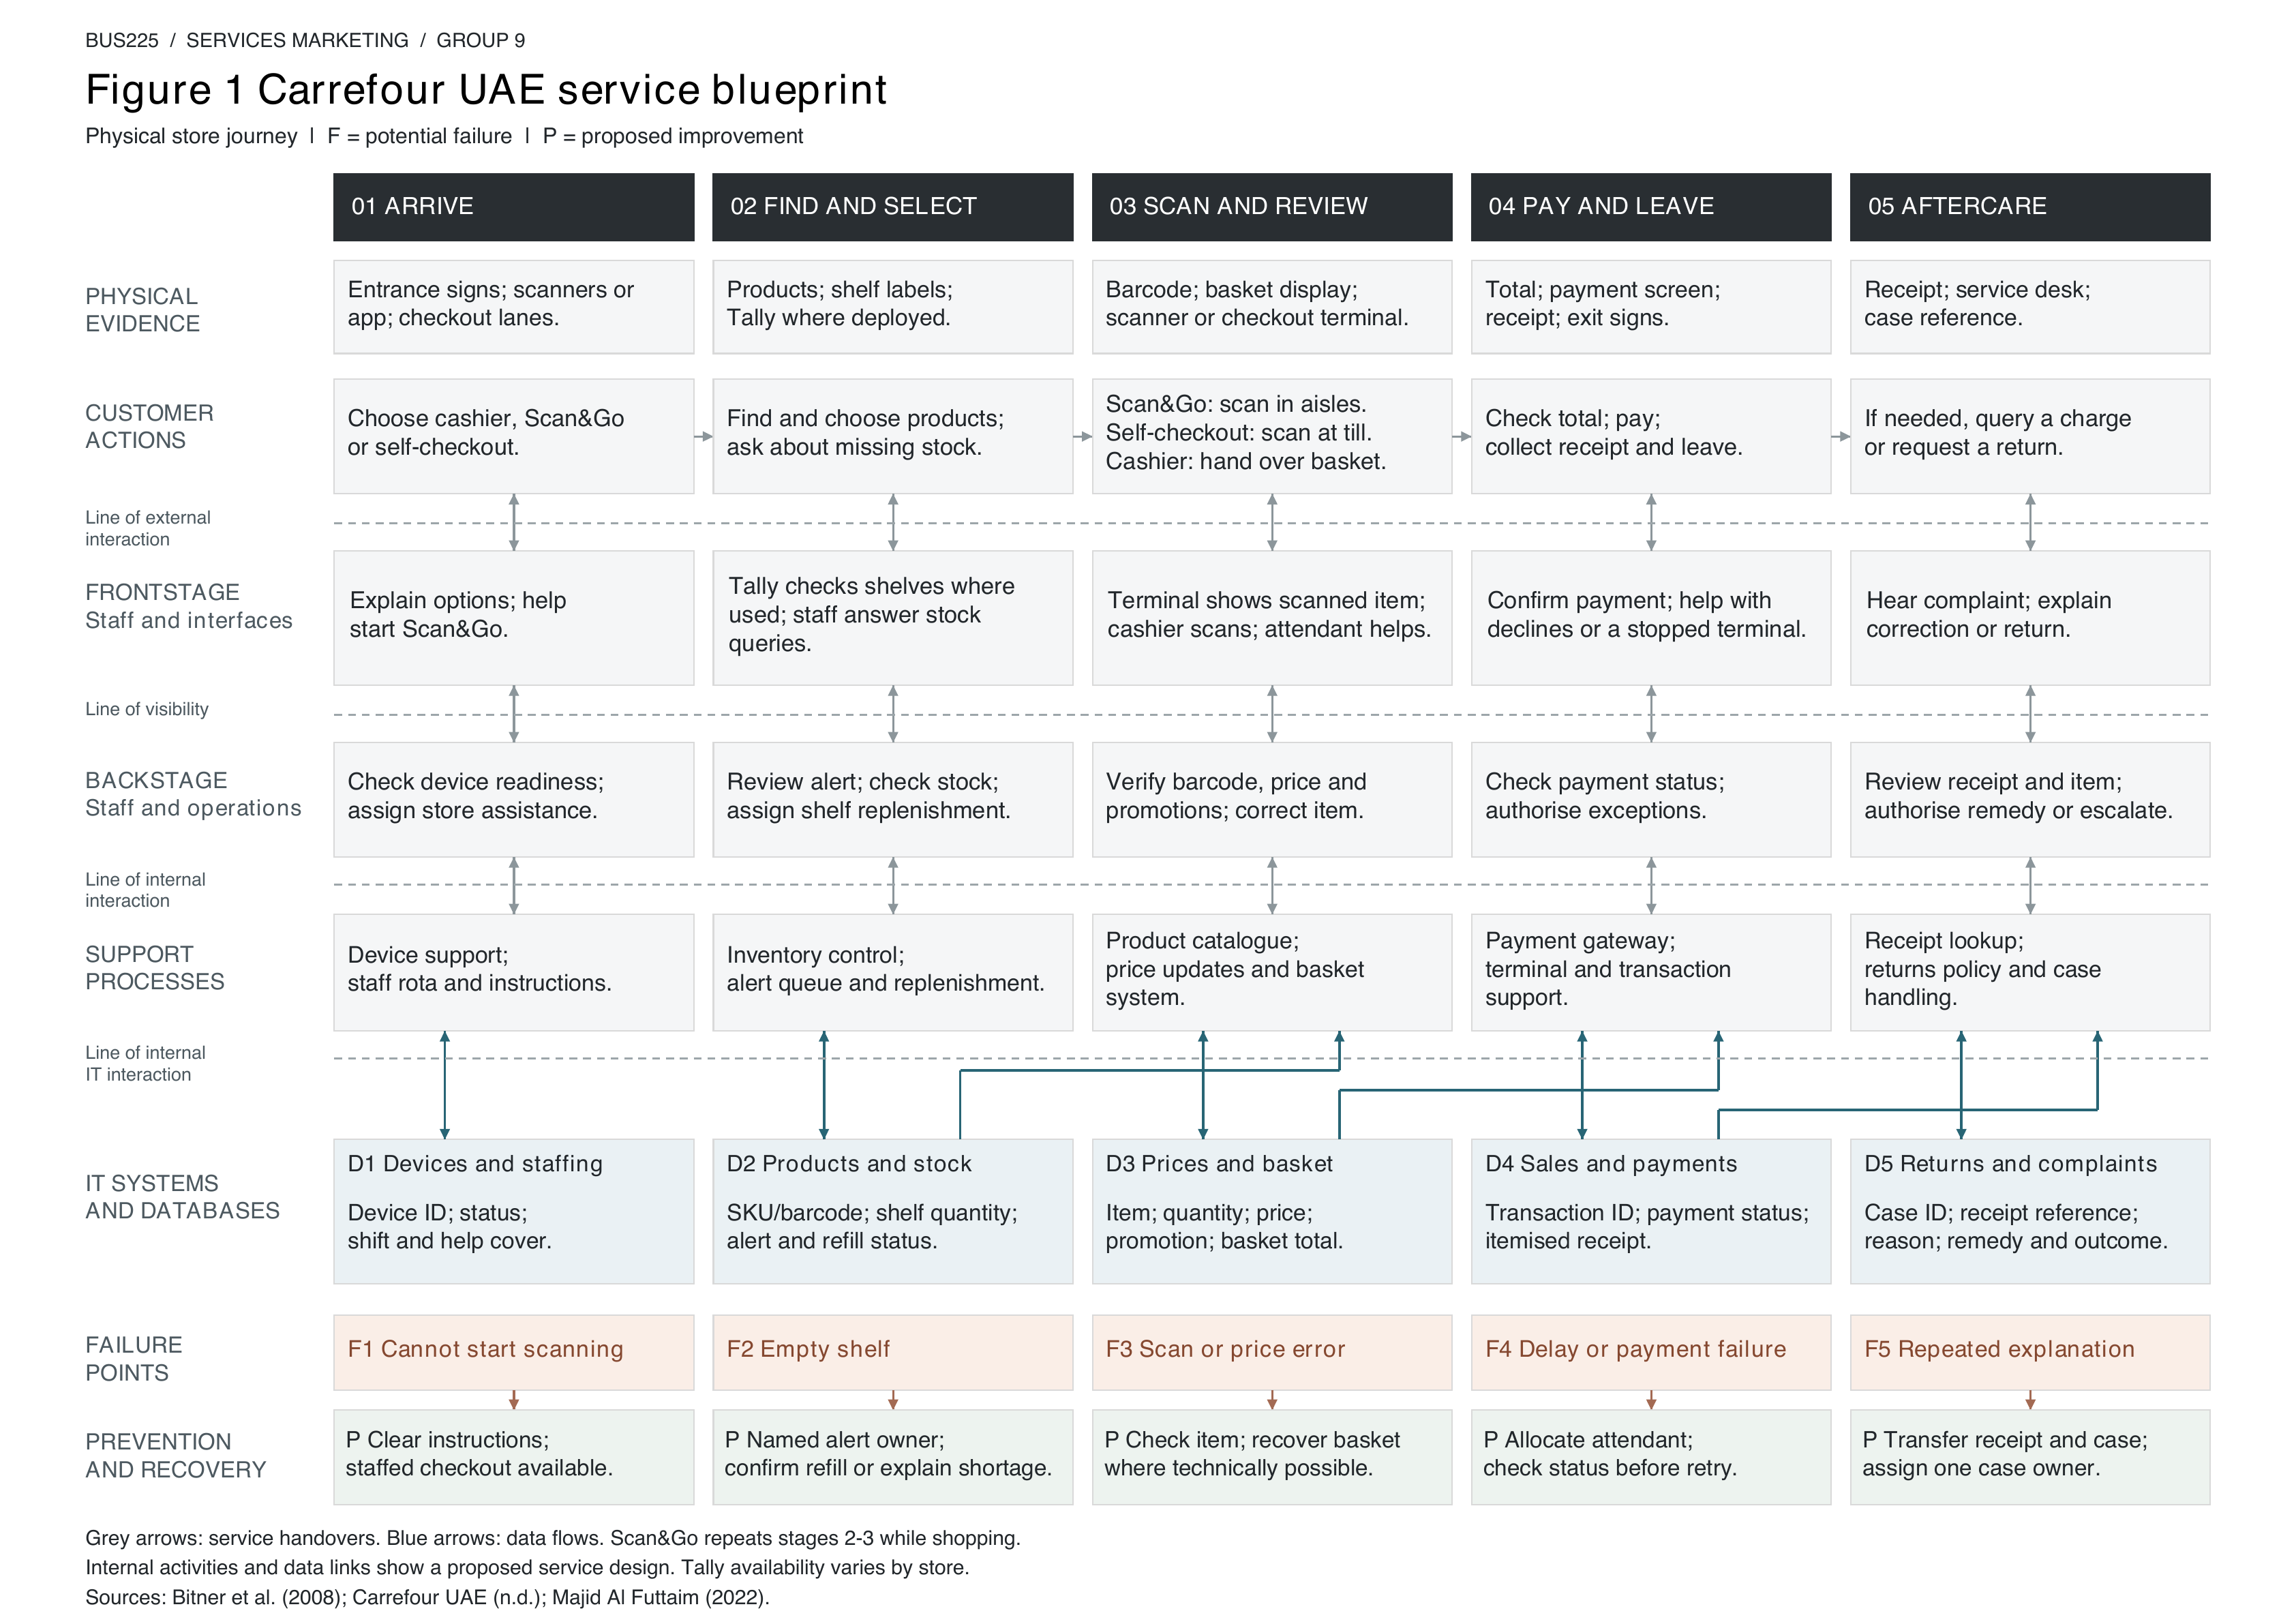 BUS225 / SERVICES MARKETING / GROUP 9
Figure 1 Carrefour UAE service blueprint
Physical store journey | F = potential failure | P = proposed improvement
01 ARRIVE
02 FIND AND SELECT
03 SCAN AND REVIEW
04 PAY AND LEAVE
05 AFTERCARE
PHYSICAL
EVIDENCE
Entrance signs; scanners or
app; checkout lanes.
Products; shelf labels;
Tally where deployed.
Barcode; basket display;
scanner or checkout terminal.
Total; payment screen;
receipt; exit signs.
Receipt; service desk;
case reference.
CUSTOMER
ACTIONS
Choose cashier, Scan&Go
or self-checkout.
Find and choose products;
ask about missing stock.
Scan&Go: scan in aisles.
Self-checkout: scan at till.
Cashier: hand over basket.
Check total; pay;
collect receipt and leave.
If needed, query a charge
or request a return.
Line of external
interaction
FRONTSTAGE
Staff and interfaces
Explain options; help
start Scan&Go.
Tally checks shelves where
used; staff answer stock
queries.
Terminal shows scanned item;
cashier scans; attendant helps.
Confirm payment; help with
declines or a stopped terminal.
Hear complaint; explain
correction or return.
Line of visibility
BACKSTAGE
Staff and operations
Check device readiness;
assign store assistance.
Review alert; check stock;
assign shelf replenishment.
Verify barcode, price and
promotions; correct item.
Check payment status;
authorise exceptions.
Review receipt and item;
authorise remedy or escalate.
Line of internal
interaction
SUPPORT
PROCESSES
Device support;
staff rota and instructions.
Inventory control;
alert queue and replenishment.
Product catalogue;
price updates and basket
system.
Payment gateway;
terminal and transaction
support.
Receipt lookup;
returns policy and case
handling.
Line of internal
IT interaction
IT SYSTEMS
AND DATABASES
D1 Devices and staffing
Device ID; status;
shift and help cover.
D2 Products and stock
SKU/barcode; shelf quantity;
alert and refill status.
D3 Prices and basket
Item; quantity; price;
promotion; basket total.
D4 Sales and payments
Transaction ID; payment status;
itemised receipt.
D5 Returns and complaints
Case ID; receipt reference;
reason; remedy and outcome.
FAILURE
POINTS
F1 Cannot start scanning
F2 Empty shelf
F3 Scan or price error
F4 Delay or payment failure
F5 Repeated explanation
PREVENTION
AND RECOVERY
P Clear instructions;
staffed checkout available.
P Named alert owner;
confirm refill or explain shortage.
P Check item; recover basket
where technically possible.
P Allocate attendant;
check status before retry.
P Transfer receipt and case;
assign one case owner.
Grey arrows: service handovers. Blue arrows: data flows. Scan&Go repeats stages 2-3 while shopping.
Internal activities and data links show a proposed service design. Tally availability varies by store.
Sources: Bitner et al. (2008); Carrefour UAE (n.d.); Majid Al Futtaim (2022).